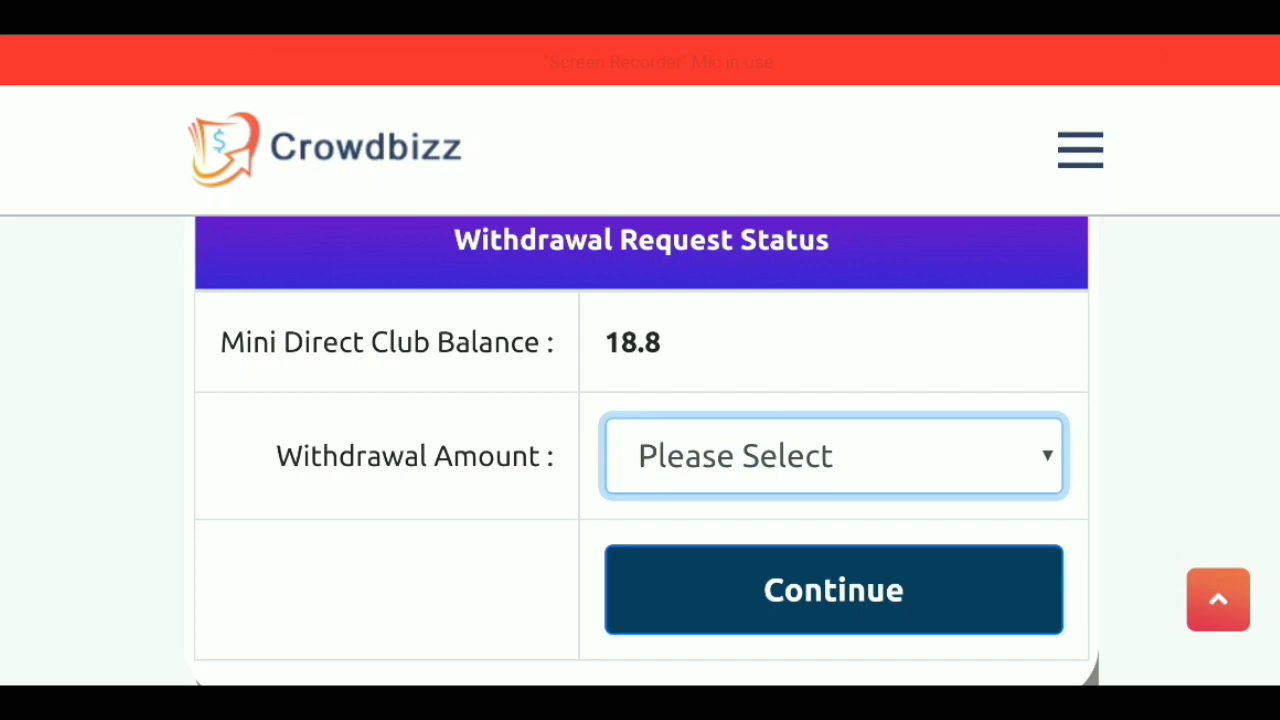 "Screen Recorder" Mic in use
Crowdbizz
Withdrawal Request Status
Mini Direct Club Balance : 18.8
Withdrawal Amount : Please Select
Continue